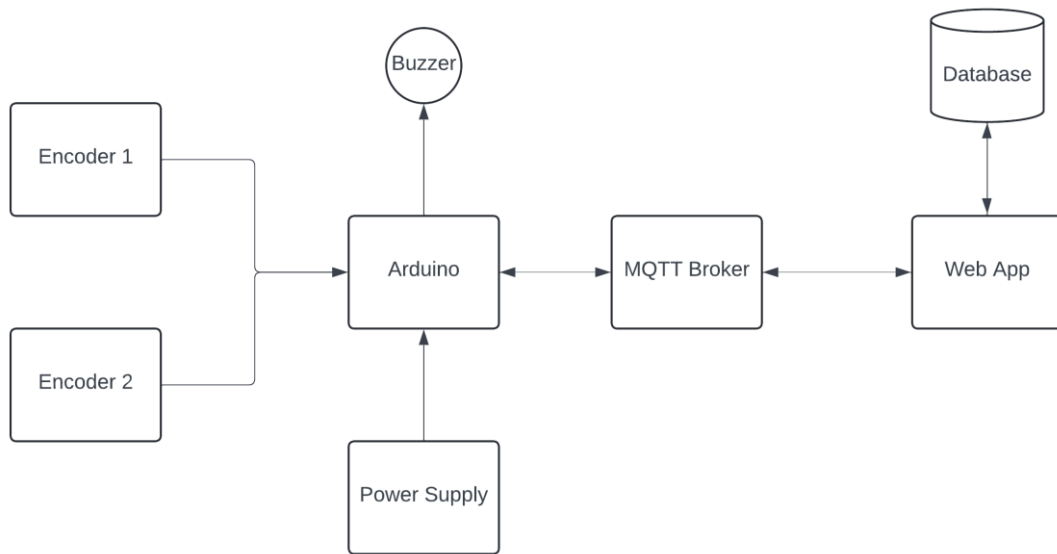 Buzzer
Database
Encoder 1
Arduino
MQTT Broker
Web App
Encoder 2
Power Supply